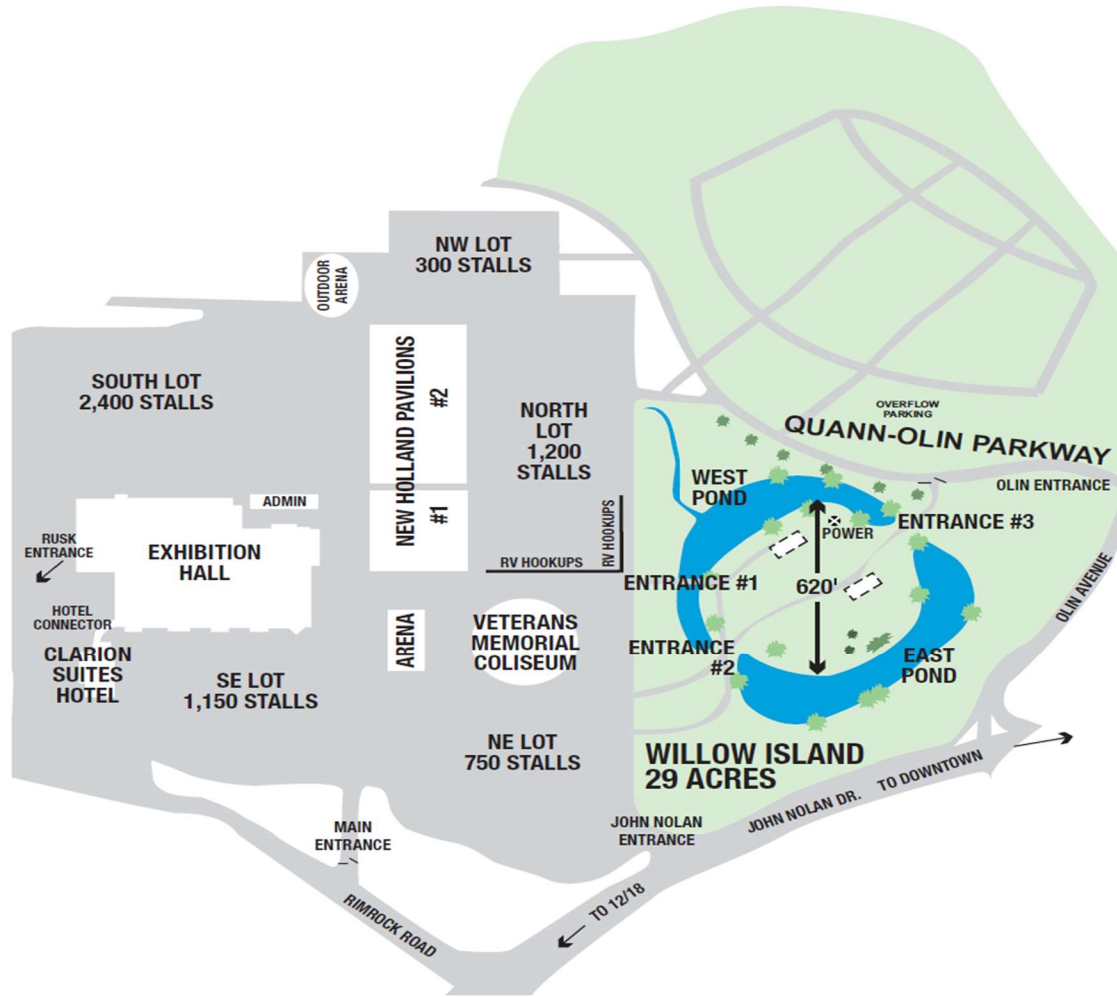 NW LOT
300 STALLS
OUTDOOR
ARENA
SOUTH LOT
2,400 STALLS
NEW HOLLAND PAVILIONS
#2
#1
NORTH
LOT
1,200
STALLS
OVERFLOW
PARKING
QUANN-OLIN PARKWAY
OLIN ENTRANCE
WEST
POND
ADMIN
RV HOOKUPS
RV HOOKUPS
POWER
ENTRANCE #3
RUSK
ENTRANCE
EXHIBITION
HALL
ENTRANCE #1
620'
OLIN AVENUE
HOTEL
CONNECTOR
CLARION
SUITES
HOTEL
ARENA
VETERANS
MEMORIAL
COLISEUM
ENTRANCE
#2
EAST
POND
SE LOT
1,150 STALLS
NE LOT
750 STALLS
WILLOW ISLAND
29 ACRES
JOHN NOLAN DR.
TO DOWNTOWN
JOHN NOLAN
ENTRANCE
MAIN
ENTRANCE
RIMROCK ROAD
TO 12/18